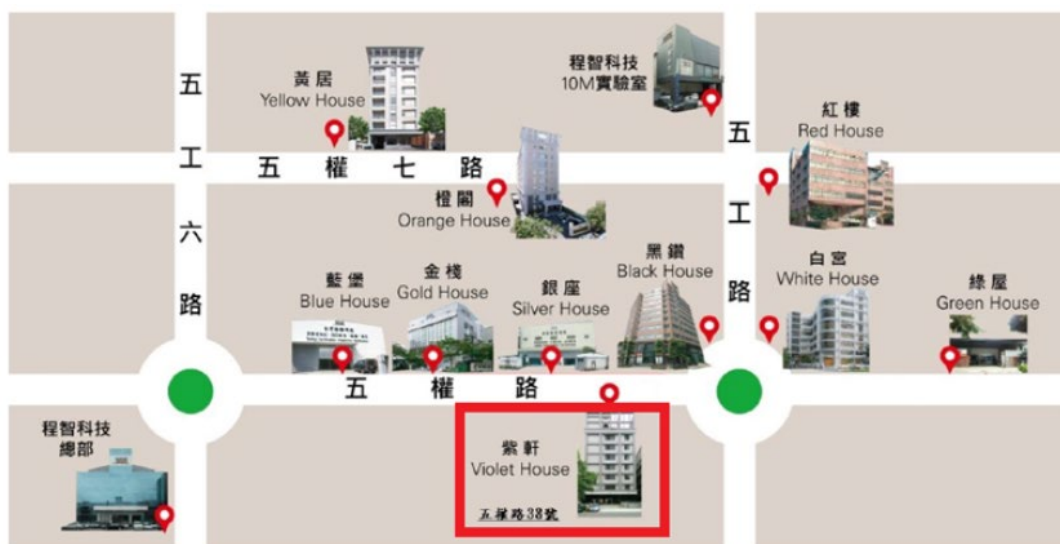 五工六路
黃居
Yellow House
程智科技
10M實驗室
五工路
紅樓
Red House
五權七路
橙閣
Orange House
藍堡
Blue House
金棧
Gold House
銀座
Silver House
黑鑽
Black House
白宮
White House
綠屋
Green House
五權路
程智科技
總部
紫軒
Violet House
五權路38號